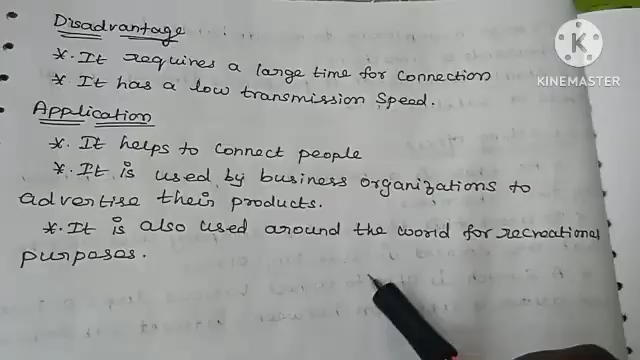 Disadvantage
*. It requires a large time for connection
* It has a low transmission speed.
Application
*. It helps to connect people
*. It is used by business organizations to
advertise their products.
*. It is also used around the world for recreational
purposes.
KINEMASTER